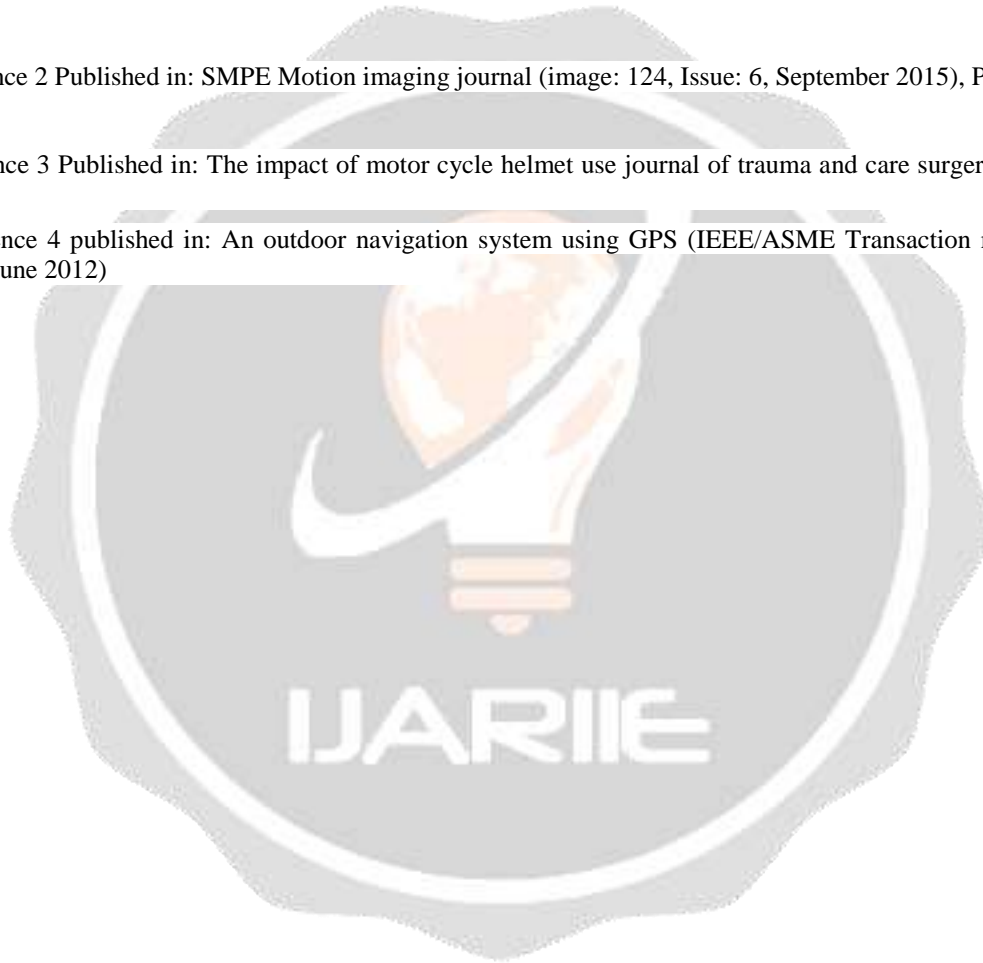 nce 2 Published in: SMPE Motion imaging journal (image: 124, Issue: 6, September 2015), P
nce 3 Published in: The impact of motor cycle helmet use journal of trauma and care surger
ence 4 published in: An outdoor navigation system using GPS (IEEE/ASME Transaction
une 2012)
IJARIIE